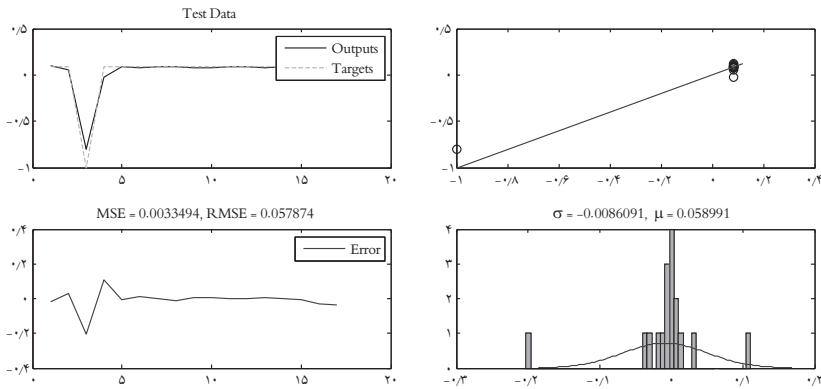 Test Data
۰/۵
۰
-۰/۵
-۱
Outputs
Targets
۰ ۵ ۱۰ ۱۵ ۲۰
۰/۵
۰
-۰/۵
-۱
-۱ -۰/۸ -۰/۶ -۰/۴ -۰/۲ ۰ ۰/۲ ۰/۴
MSE = 0.0033494, RMSE = 0.057874
۰/۴
۰/۲
۰
-۰/۲
-۰/۴
Error
۰ ۵ ۱۰ ۱۵ ۲۰
σ = -0.0086091, μ = 0.058991
۴
۳
۲
۱
۰
-۰/۳ -۰/۲ -۰/۱ ۰ ۰/۱ ۰/۲